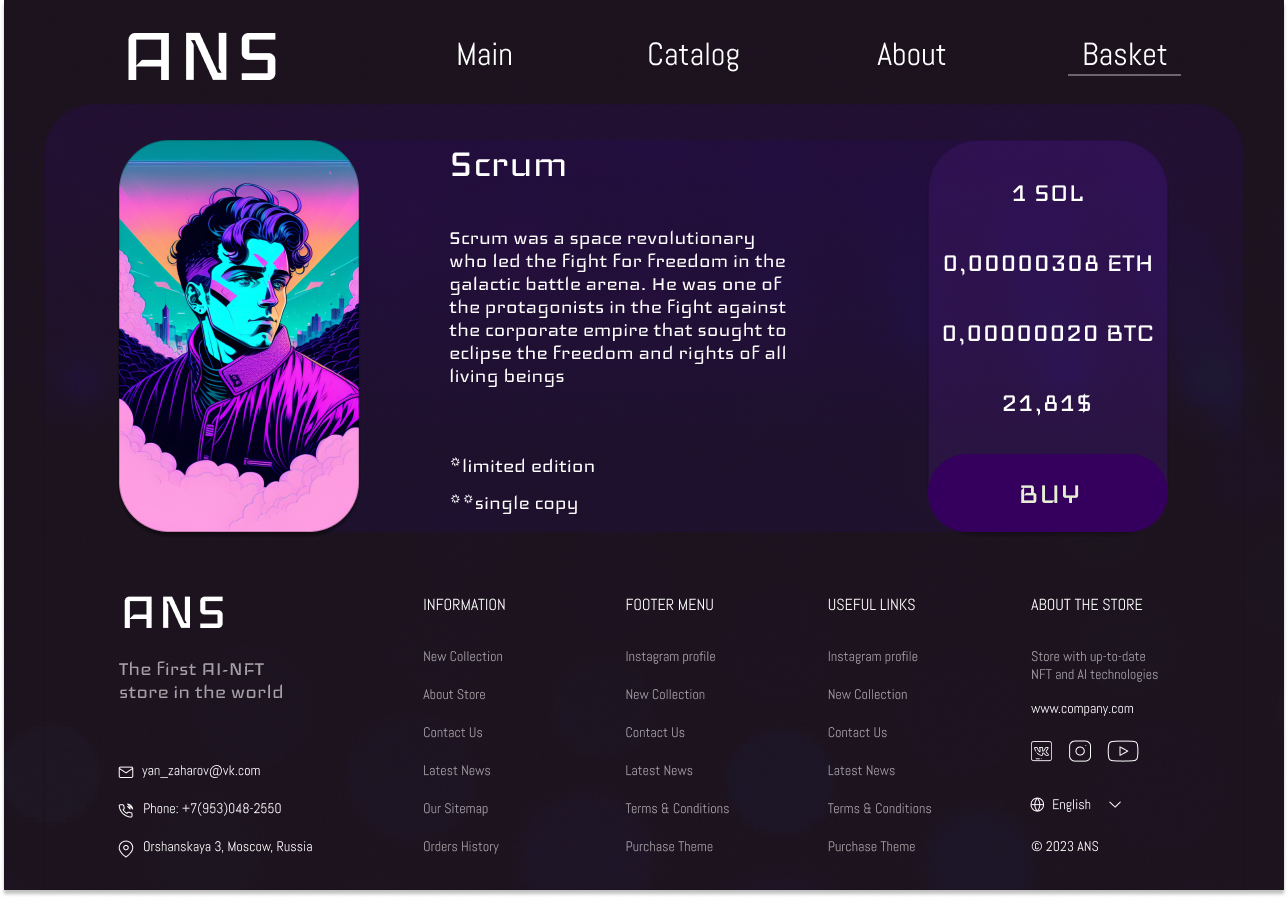 ANS
Main
Catalog
About
Basket
Scrum
Scrum was a space revolutionary
who led the fight for freedom in the
galactic battle arena. He was one of
the protagonists in the fight against
the corporate empire that sought to
eclipse the freedom and rights of all
living beings
*limited edition
**single copy
1 SOL
0,00000308 ETH
0,00000020 BTC
21,81$
BUY
ANS
The first AI-NFT
store in the world
yan_zaharov@vk.com
Phone: +7(953)048-2550
Orshanskaya 3, Moscow, Russia
INFORMATION
New Collection
About Store
Contact Us
Latest News
Our Sitemap
Orders History
FOOTER MENU
Instagram profile
New Collection
Contact Us
Latest News
Terms & Conditions
Purchase Theme
USEFUL LINKS
Instagram profile
New Collection
Contact Us
Latest News
Terms & Conditions
Purchase Theme
ABOUT THE STORE
Store with up-to-date
NFT and AI technologies
www.company.com
English
© 2023 ANS